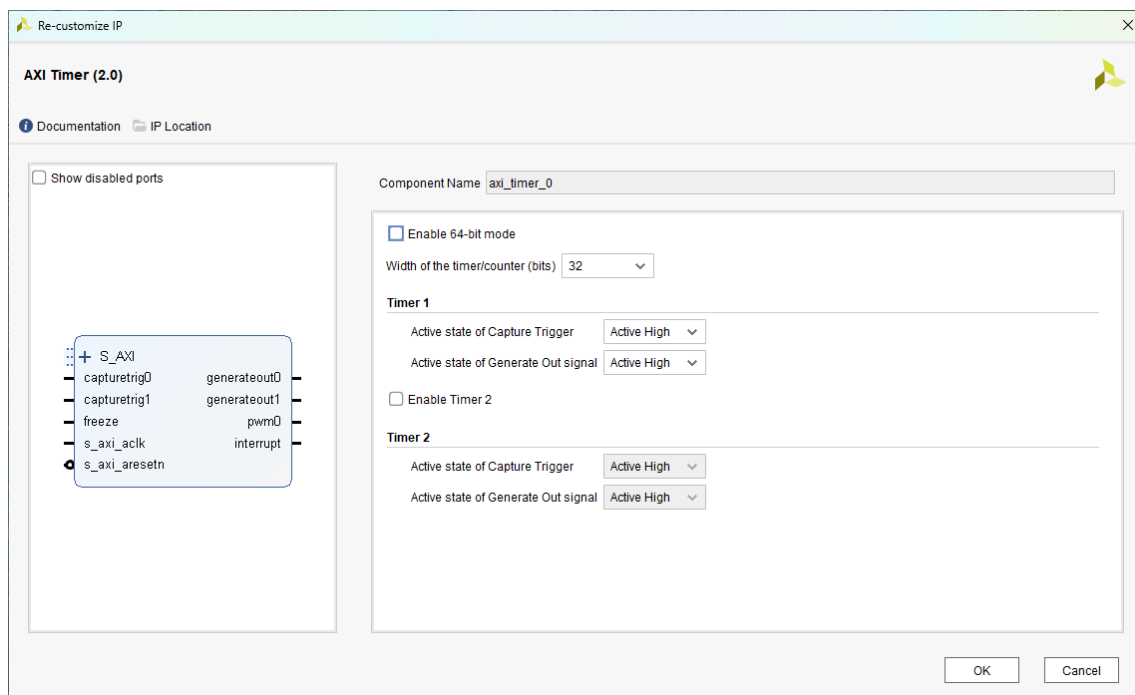 Re-customize IP
AXI Timer (2.0)
Documentation IP Location
Show disabled ports
S_AXI
capturetrig0 generateout0
capturetrig1 generateout1
freeze pwm0
s_axi_aclk interrupt
s_axi_aresetn
Component Name axi_timer_0
Enable 64-bit mode
Width of the timer/counter (bits) 32
Timer 1
Active state of Capture Trigger Active High
Active state of Generate Out signal Active High
Enable Timer 2
Timer 2
Active state of Capture Trigger Active High
Active state of Generate Out signal Active High
OK Cancel